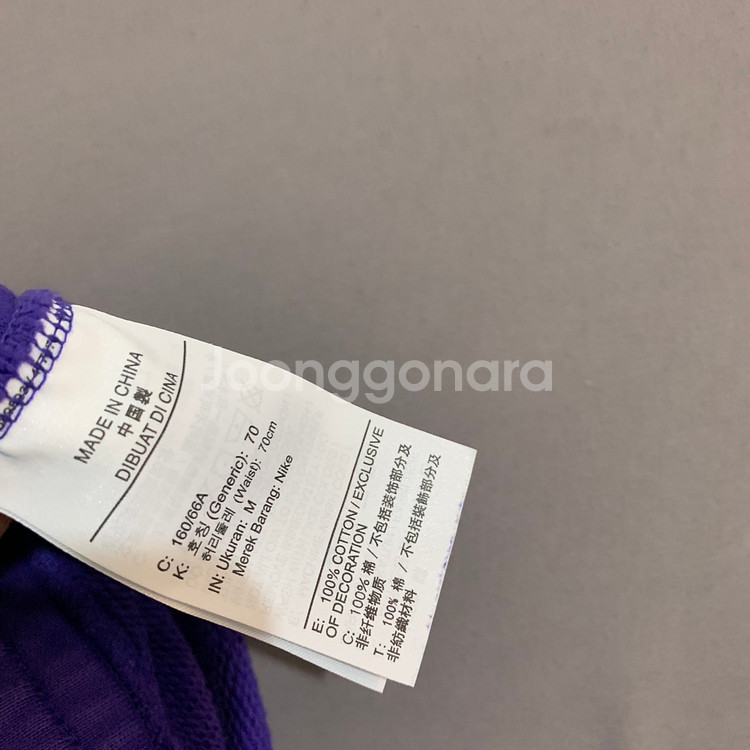 Joonggonara
MADE IN CHINA
中国製
DIBUAT DI CINA
C: 160/66A
K: 호칭 (Generic): 70
허리둘레 (Waist): 70cm
IN: Ukuran: M
Merek Barang: Nike
E: 100% COTTON / EXCLUSIVE
OF DECORATION
C: 100% 棉 / 不包括装饰部分及
非纤维物质
T: 100% 棉 / 不包括裝飾部分及
非紡織材料